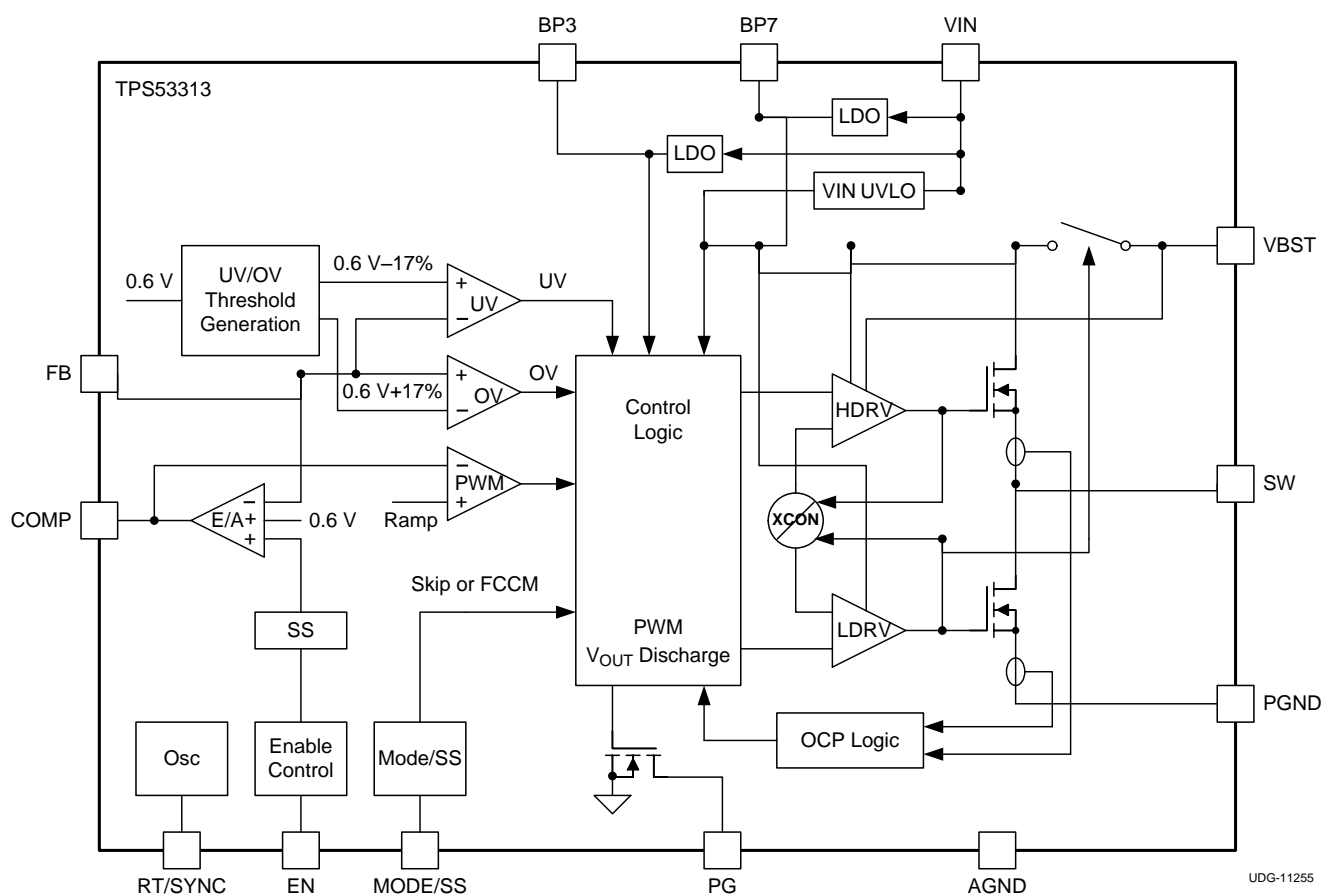 BP3
BP7
VIN
TPS53313
LDO
LDO
VIN UVLO
VBST
0.6 V
UV/OV
Threshold
Generation
0.6 V–17%
+
UV
–
UV
FB
0.6 V+17%
+
OV
–
OV
Control
Logic
HDRV
–
PWM
+
Ramp
SW
COMP
–
E/A+
+
0.6 V
XCON
Skip or FCCM
SS
PWM
VOUT Discharge
LDRV
PGND
OCP Logic
Osc
Enable
Control
Mode/SS
RT/SYNC
EN
MODE/SS
PG
AGND
UDG-11255